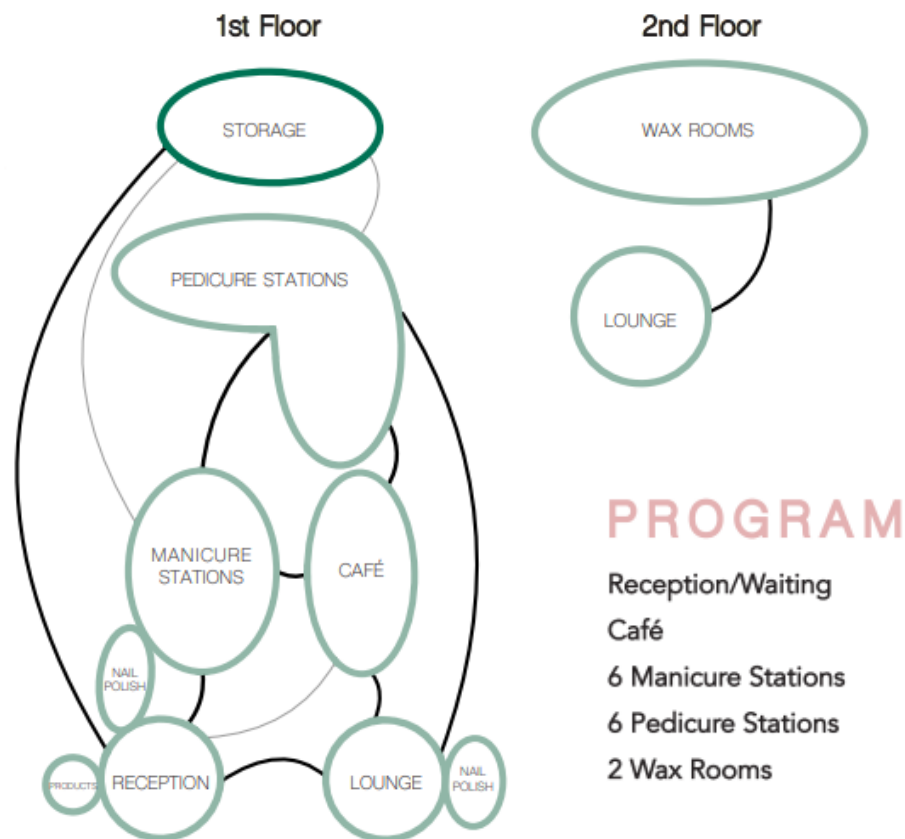 1st Floor
2nd Floor
STORAGE
WAX ROOMS
PEDICURE STATIONS
LOUNGE
MANICURE
STATIONS
CAFÉ
NAIL
POLISH
PRODUCTS
RECEPTION
LOUNGE
NAIL
POLISH
PROGRAM
Reception/Waiting
Café
6 Manicure Stations
6 Pedicure Stations
2 Wax Rooms